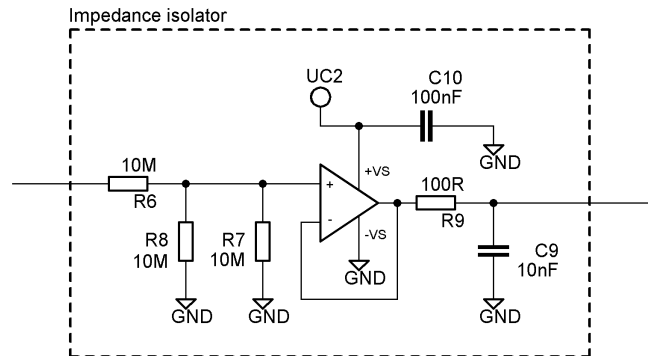 Impedance isolator
UC2
C10
100nF
GND
10M
R6
+VS
+
-
-VS
100R
R9
R8
10M
R7
10M
GND
C9
10nF
GND
GND
GND